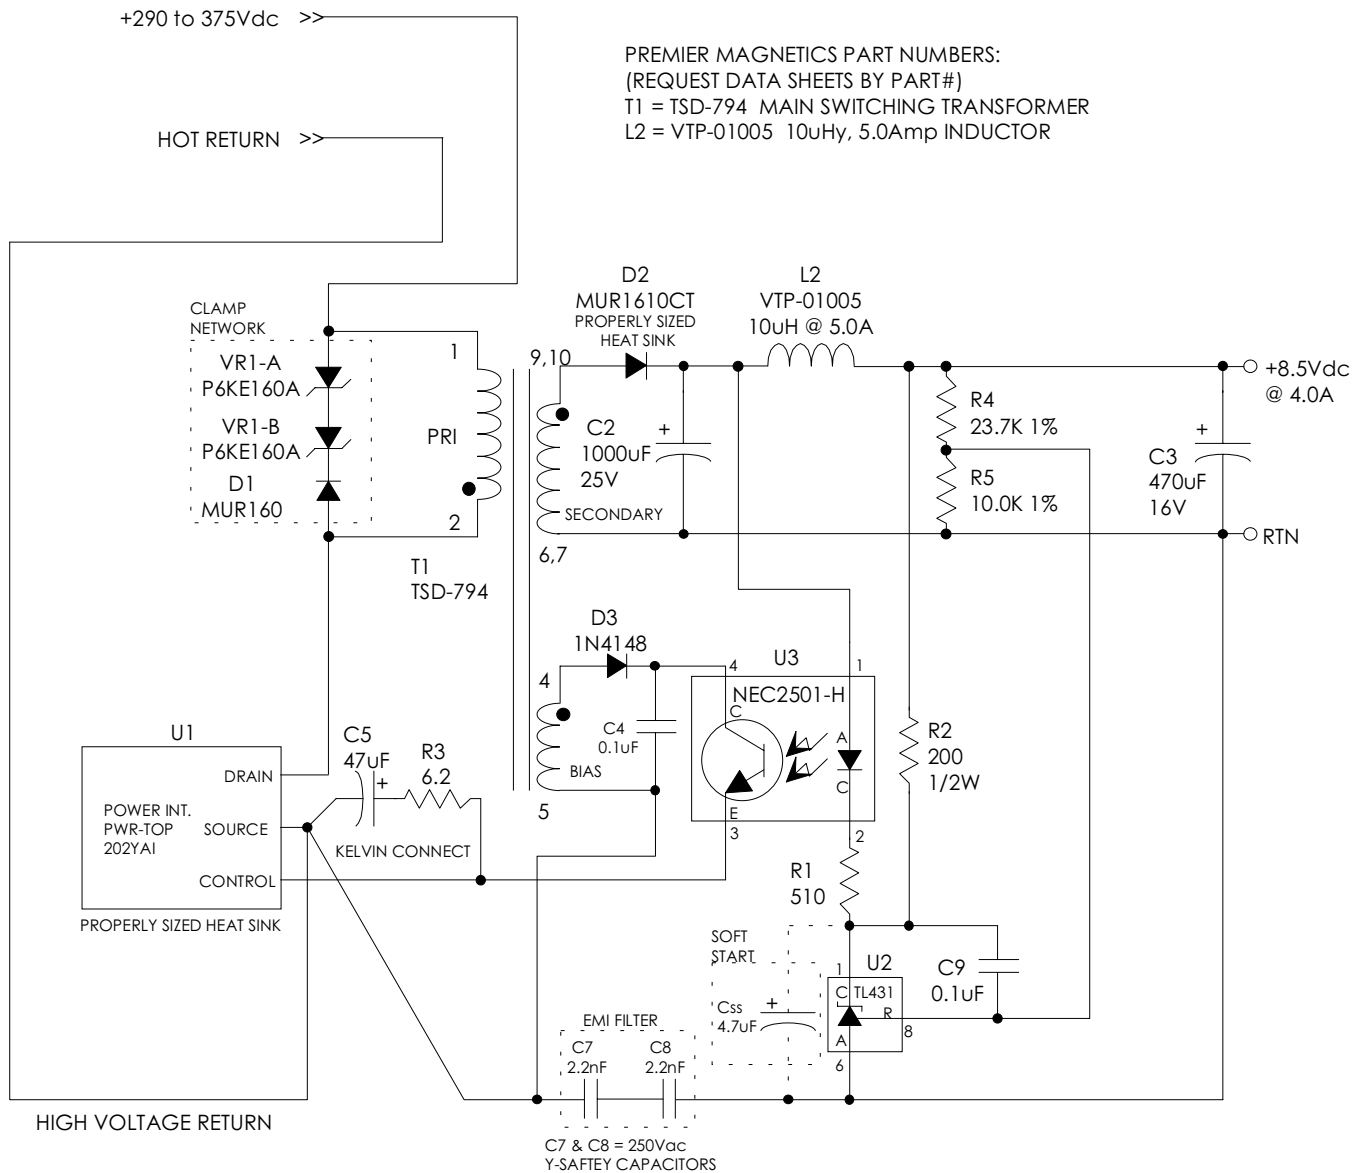 +290 to 375Vdc >>
HOT RETURN >>
PREMIER MAGNETICS PART NUMBERS:
(REQUEST DATA SHEETS BY PART#)
T1 = TSD-794 MAIN SWITCHING TRANSFORMER
L2 = VTP-01005 10uHy, 5.0Amp INDUCTOR
CLAMP
NETWORK
VR1-A
P6KE160A
VR1-B
P6KE160A
D1
MUR160
1
PRI
2
T1
TSD-794
D2
MUR1610CT
PROPERLY SIZED
HEAT SINK
9,10
L2
VTP-01005
10uH @ 5.0A
C2
1000uF
25V
+
SECONDARY
6,7
R4
23.7K 1%
R5
10.0K 1%
+
C3
470uF
16V
+8.5Vdc
@ 4.0A
RTN
D3
1N4148
4
C4
0.1uF
BIAS
5
U3
4
1
NEC2501-H
C
A
C
E
3
2
R2
200
1/2W
R1
510
U1
DRAIN
POWER INT.
PWR-TOP
202YAI
SOURCE
CONTROL
PROPERLY SIZED HEAT SINK
C5
47uF
+
R3
6.2
KELVIN CONNECT
SOFT
START
Css
4.7uF
+
1
U2
C TL431
R
A
8
6
C9
0.1uF
EMI FILTER
C7
2.2nF
C8
2.2nF
C7 & C8 = 250Vac
Y-SAFTEY CAPACITORS
HIGH VOLTAGE RETURN